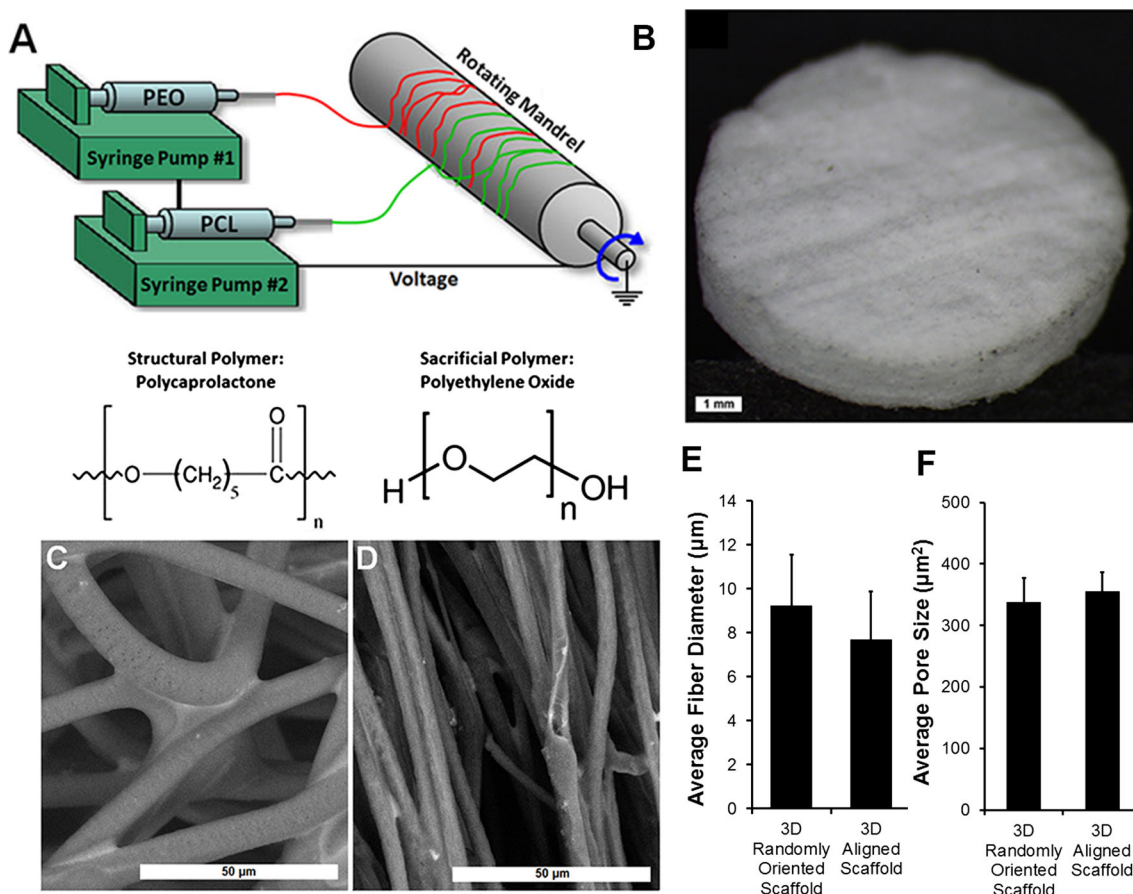 A
PEO
Syringe Pump #1
PCL
Syringe Pump #2
Rotating Mandrel
Voltage
Structural Polymer:
Polycaprolactone
O
O
(CH₂)
5
C
n
Sacrificial Polymer:
Polyethylene Oxide
O
H
n
OH
B
1 mm
C
50 µm
D
50 µm
E
Average Fiber Diameter (µm)
14
12
10
8
6
4
2
0
3D
Randomly
Oriented
Scaffold
3D
Aligned
Scaffold
F
Average Pore Size (µm²)
500
400
300
200
100
0
3D
Randomly
Oriented
Scaffold
3D
Aligned
Scaffold